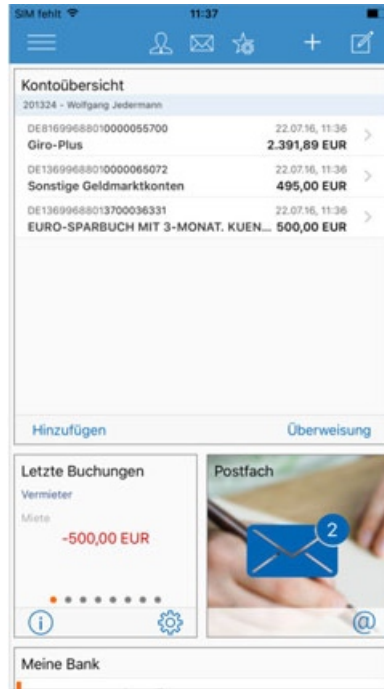 SIM fehlt 11:37
Kontoübersicht
201324 - Wolfgang Jedermann
DE81699688010000055700 22.07.16, 11:36
Giro-Plus 2.391,89 EUR
DE13699688010000065072 22.07.16, 11:36
Sonstige Geldmarktkonten 495,00 EUR
DE13699688013700036331 22.07.16, 11:36
EURO-SPARBUCH MIT 3-MONAT. KUEN... 500,00 EUR
Hinzufügen Überweisung
Letzte Buchungen
Vermieter
Miete
-500,00 EUR
Postfach
2
@
Meine Bank